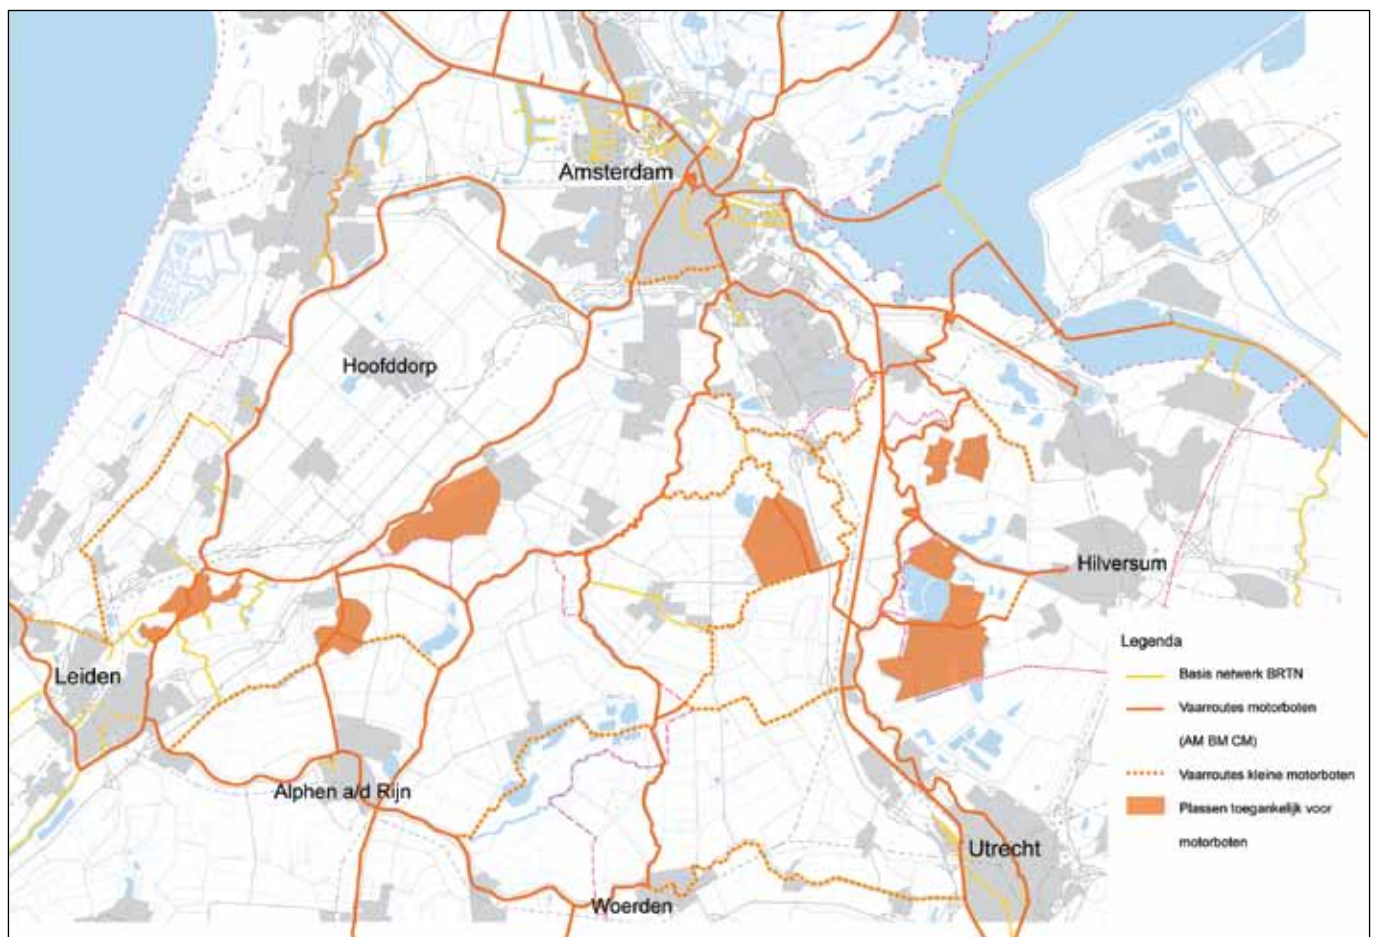 Amsterdam
Hoofddorp
Hilversum
Leiden
Alphen a/d Rijn
Utrecht
Woerden
Legenda
Basis netwerk BRTN
Vaarroutes motorboten
(AM BM CM)
Vaarroutes kleine motorboten
Plassen toegankelijk voor
motorboten